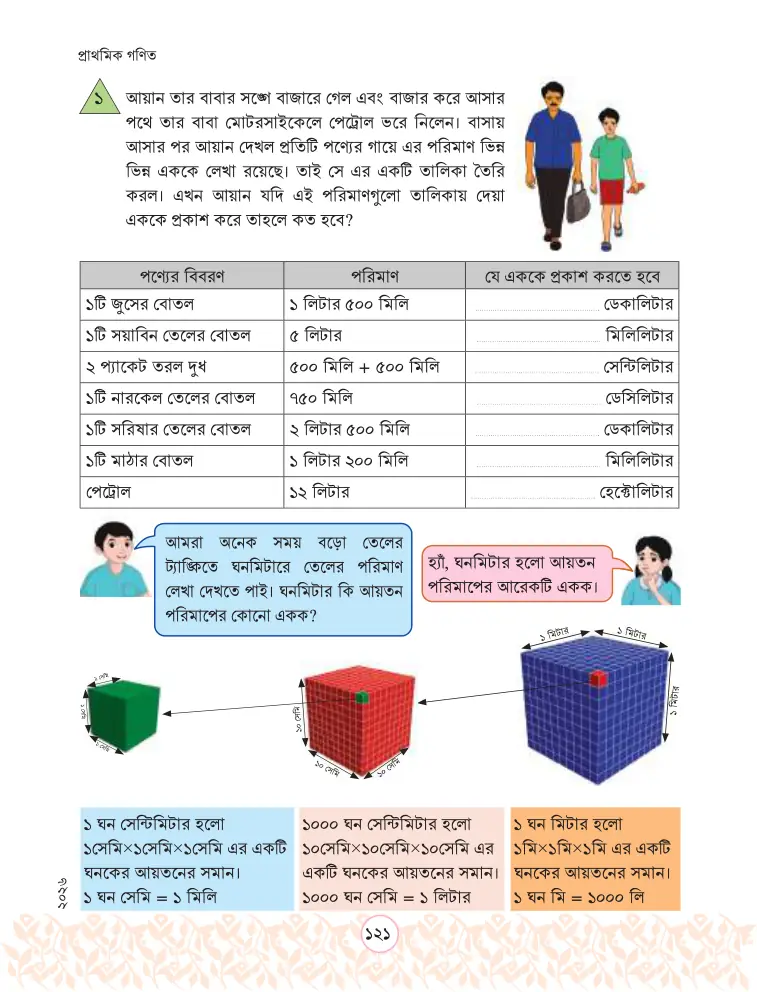 প্রাথমিক গণিত
১
আয়ান তার বাবার সঙ্গে বাজারে গেল এবং বাজার করে আসার
পথে তার বাবা মোটরসাইকেলে পেট্রোল ভরে নিলেন। বাসায়
আসার পর আয়ান দেখল প্রতিটি পণ্যের গায়ে এর পরিমাণ ভিন্ন
ভিন্ন এককে লেখা রয়েছে। তাই সে এর একটি তালিকা তৈরি
করল। এখন আয়ান যদি এই পরিমাণগুলো তালিকায় দেয়া
এককে প্রকাশ করে তাহলে কত হবে?
পণ্যের বিবরণ পরিমাণ যে এককে প্রকাশ করতে হবে
১টি জুসের বোতল ১ লিটার ৫০০ মিলি ডেকালিটার
১টি সয়াবিন তেলের বোতল ৫ লিটার মিলিলিটার
২ প্যাকেট তরল দুধ ৫০০ মিলি + ৫০০ মিলি সেন্টিলিটার
১টি নারকেল তেলের বোতল ৭৫০ মিলি ডেসিলিটার
১টি সরিষার তেলের বোতল ২ লিটার ৫০০ মিলি ডেকালিটার
১টি মাঠার বোতল ১ লিটার ২০০ মিলি মিলিলিটার
পেট্রোল ১২ লিটার হেক্টোলিটার
আমরা অনেক সময় বড়ো তেলের
ট্যাঙ্কিতে ঘনমিটারে তেলের পরিমাণ
লেখা দেখতে পাই। ঘনমিটার কি আয়তন
পরিমাপের কোনো একক?
হ্যাঁ, ঘনমিটার হলো আয়তন
পরিমাপের আরেকটি একক।
১ সেমি
১ সেমি
১ সেমি
১০ সেমি
১০ সেমি
১০ সেমি
১ মিটার
১ মিটার
১ মিটার
১ ঘন সেন্টিমিটার হলো
১সেমি×১সেমি×১সেমি এর একটি
ঘনকের আয়তনের সমান।
১ ঘন সেমি = ১ মিলি
১০০০ ঘন সেন্টিমিটার হলো
১০সেমি×১০সেমি×১০সেমি এর
একটি ঘনকের আয়তনের সমান।
১০০০ ঘন সেমি = ১ লিটার
১ ঘন মিটার হলো
১মি×১মি×১মি এর একটি
ঘনকের আয়তনের সমান।
১ ঘন মি = ১০০০ লি
২০২৬
১২১